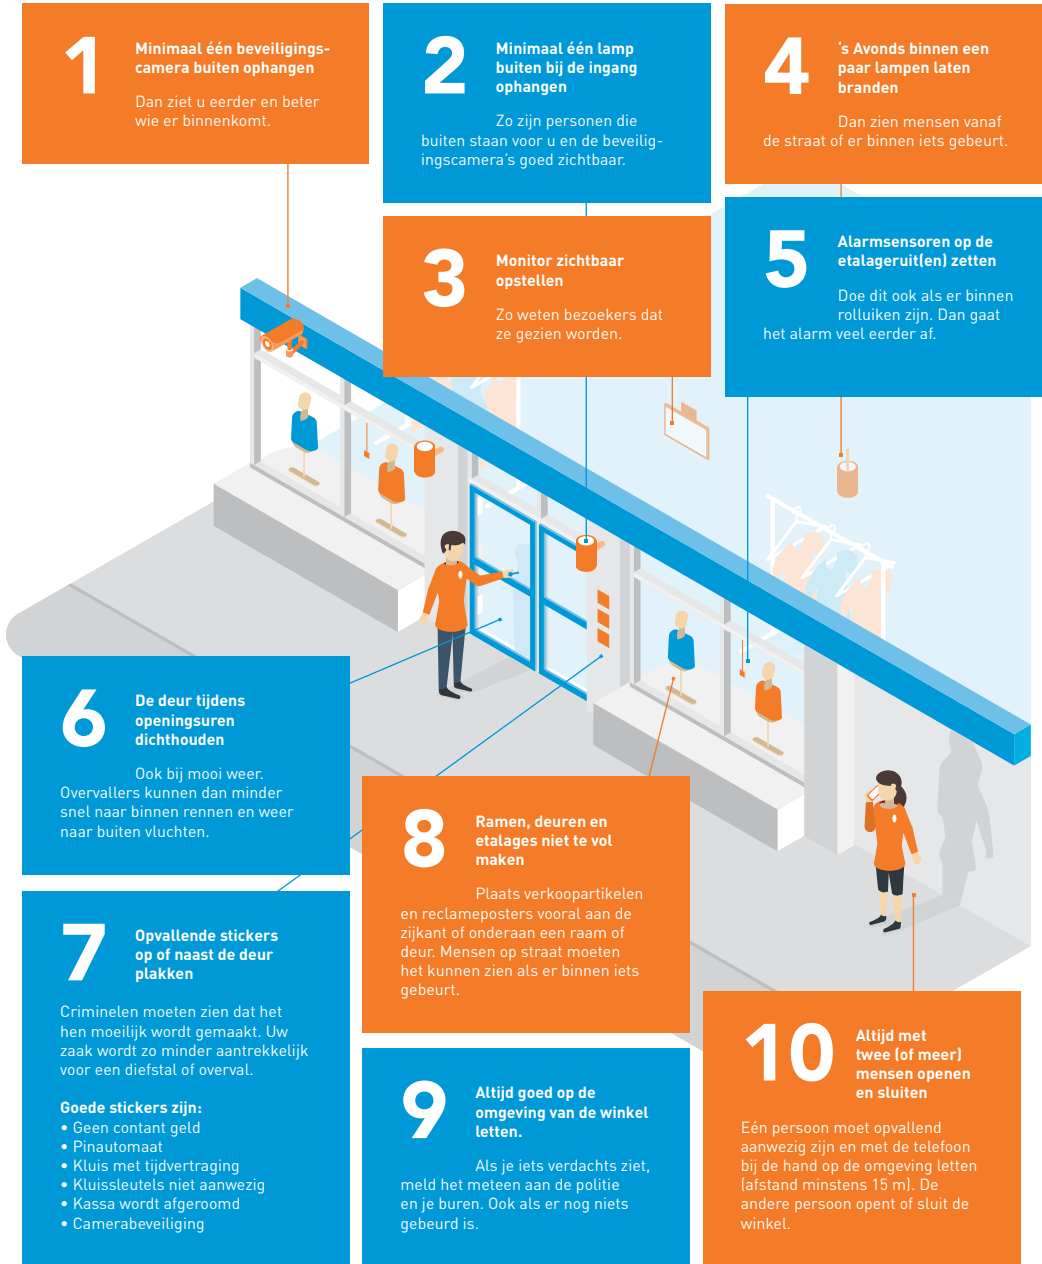 1
Minimaal één beveiligings-
camera buiten ophangen
Dan ziet u eerder en beter
wie er binnenkomt.
2
Minimaal één lamp
buiten bij de ingang
ophangen
Zo zijn personen die
buiten staan voor u en de beveilig-
ingscamera's goed zichtbaar.
3
Monitor zichtbaar
opstellen
Zo weten bezoekers dat
ze gezien worden.
4
's Avonds binnen een
paar lampen laten
branden
Dan zien mensen vanaf
de straat of er binnen iets gebeurt.
5
Alarmsensoren op de
etalageruit(en) zetten
Doe dit ook als er binnen
rolluiken zijn. Dan gaat
het alarm veel eerder af.
6
De deur tijdens
openingsuren
dichthouden
Ook bij mooi weer.
Overvallers kunnen dan minder
snel naar binnen rennen en weer
naar buiten vluchten.
7
Opvallende stickers
op of naast de deur
plakken
Criminelen moeten zien dat het
hen moeilijk wordt gemaakt. Uw
zaak wordt zo minder aantrekkelijk
voor een diefstal of overval.
Goede stickers zijn:
• Geen contant geld
• Pinautomaat
• Kluis met tijdvertraging
• Kluissleutels niet aanwezig
• Kassa wordt afgeroomd
• Camerabeveiliging
8
Ramen, deuren en
etalages niet te vol
maken
Plaats verkoopartikelen
en reclameposters vooral aan de
zijkant of onderaan een raam of
deur. Mensen op straat moeten
het kunnen zien als er binnen iets
gebeurt.
9
Altijd goed op de
omgeving van de winkel
letten.
Als je iets verdachts ziet,
meld het meteen aan de politie
en je buren. Ook als er nog niets
gebeurd is.
10
Altijd met
twee (of meer)
mensen openen
en sluiten
Eén persoon moet opvallend
aanwezig zijn en met de telefoon
bij de hand op de omgeving letten
(afstand minstens 15 m). De
andere persoon opent of sluit de
winkel.